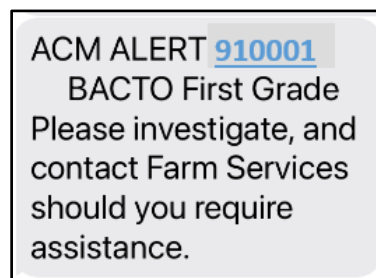 ACM ALERT 910001
BACTO First Grade
Please investigate, and
contact Farm Services
should you require
assistance.